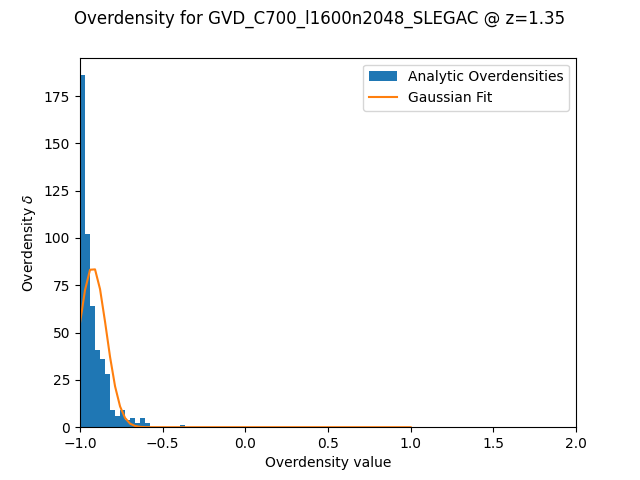 Overdensity for GVD_C700_l1600n2048_SLEGAC @ z=1.35
Analytic Overdensities
Gaussian Fit
Overdensity δ
175
150
125
100
75
50
25
0
−1.0 −0.5 0.0 0.5 1.0 1.5 2.0
Overdensity value